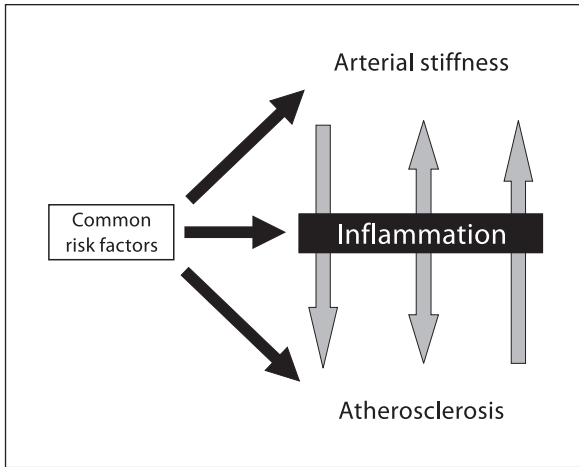 Arterial stiffness
Common
risk factors
Inflammation
Atherosclerosis